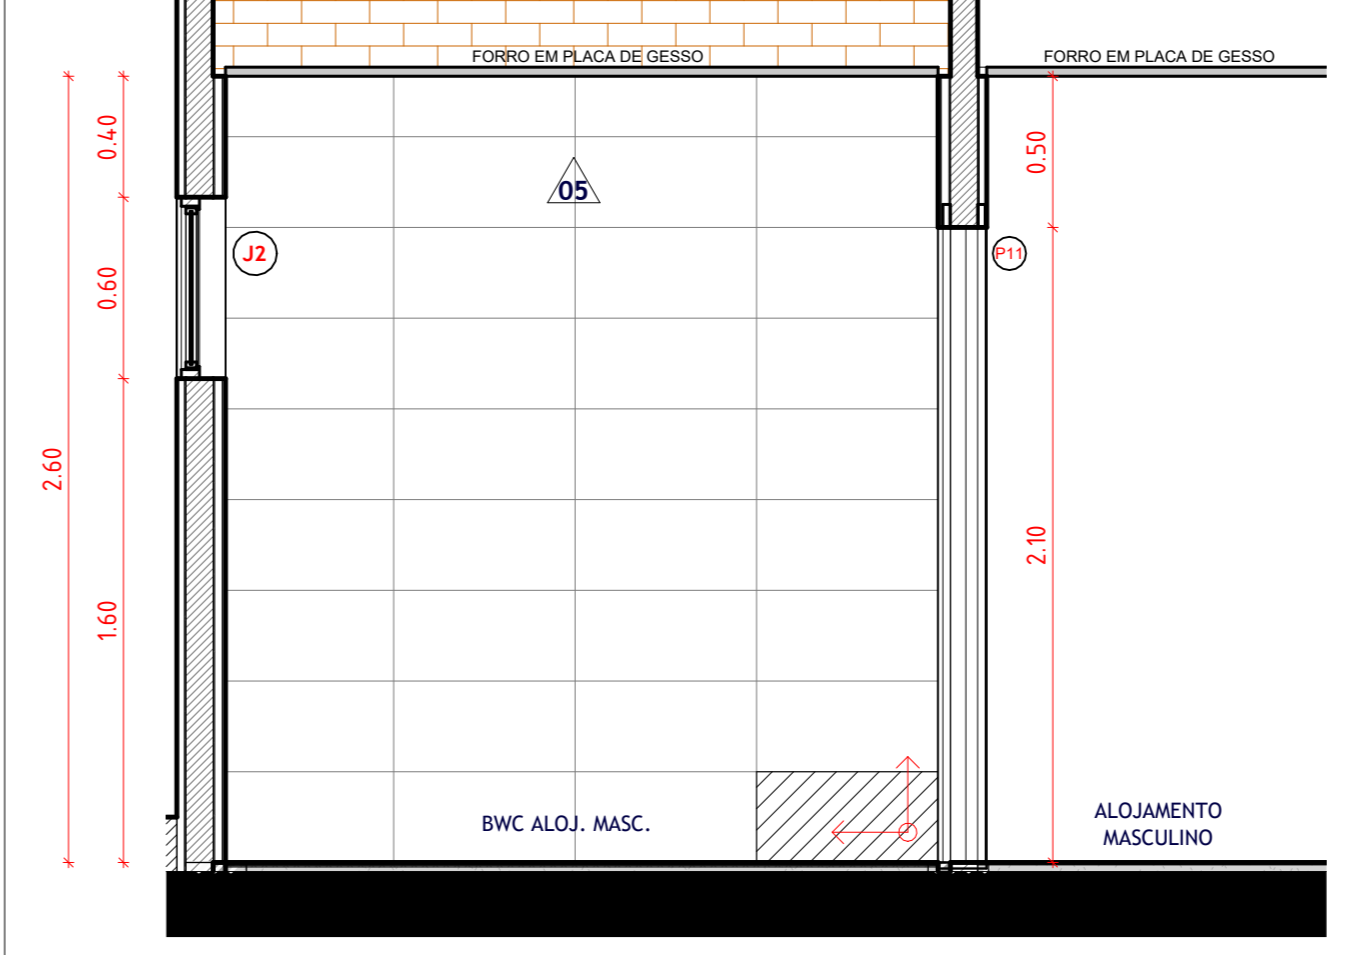 FORRO EM PLACA DE GESSO
FORRO EM PLACA DE GESSO
0.40
0.50
05
J2
P11
0.60
2.60
2.10
1.60
BWC ALOJ. MASC.
ALOJAMENTO
MASCULINO